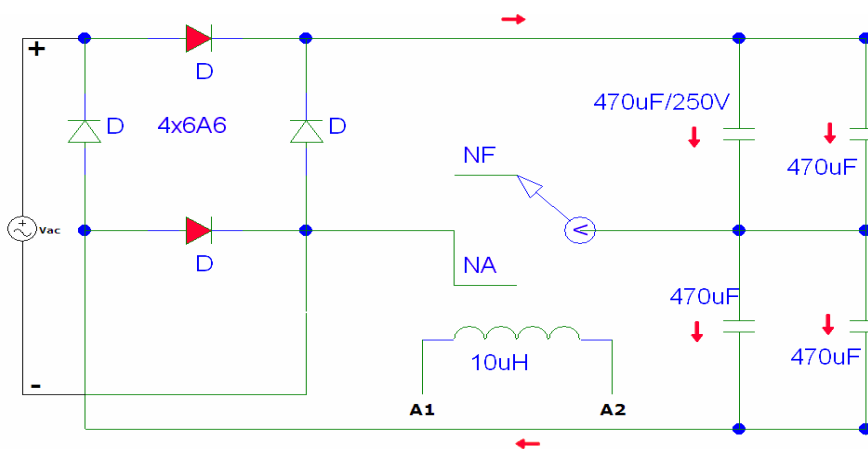 +
D
D
4x6A6
D
470uF/250V
470uF
NF
Vac
D
NA
470uF
470uF
10uH
-
A1
A2